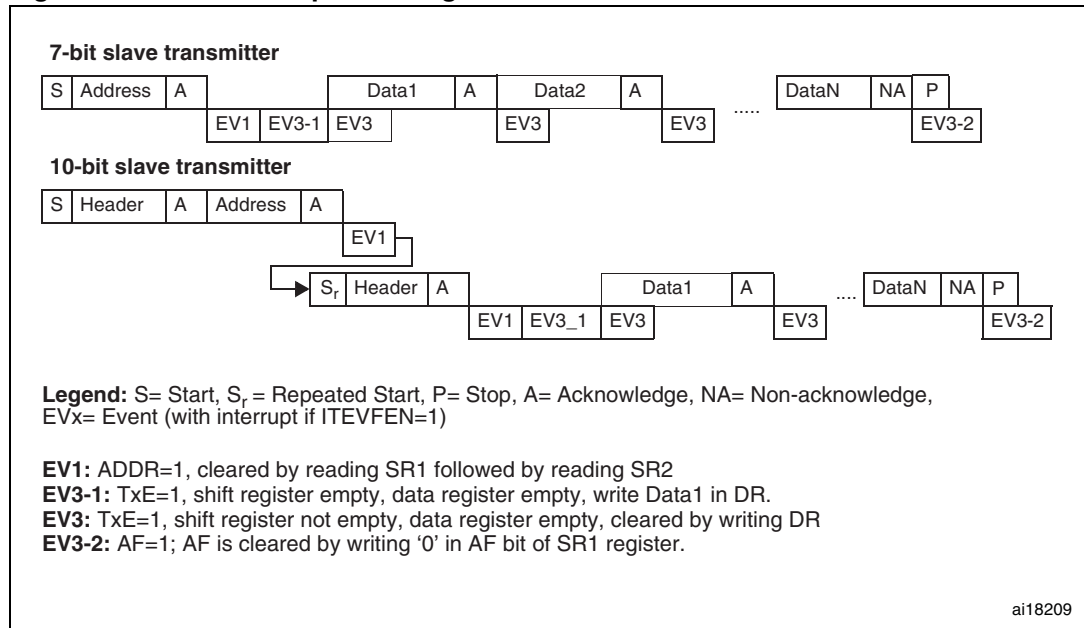 7-bit slave transmitter
S Address A Data1 A Data2 A ..... DataN NA P
EV1 EV3-1 EV3 EV3 EV3 EV3-2
10-bit slave transmitter
S Header A Address A
EV1
Sr Header A Data1 A .... DataN NA P
EV1 EV3_1 EV3 EV3 EV3-2
Legend: S= Start, Sr = Repeated Start, P= Stop, A= Acknowledge, NA= Non-acknowledge,
EVx= Event (with interrupt if ITEVFEN=1)
EV1: ADDR=1, cleared by reading SR1 followed by reading SR2
EV3-1: TxE=1, shift register empty, data register empty, write Data1 in DR.
EV3: TxE=1, shift register not empty, data register empty, cleared by writing DR
EV3-2: AF=1; AF is cleared by writing ‘0’ in AF bit of SR1 register.
ai18209